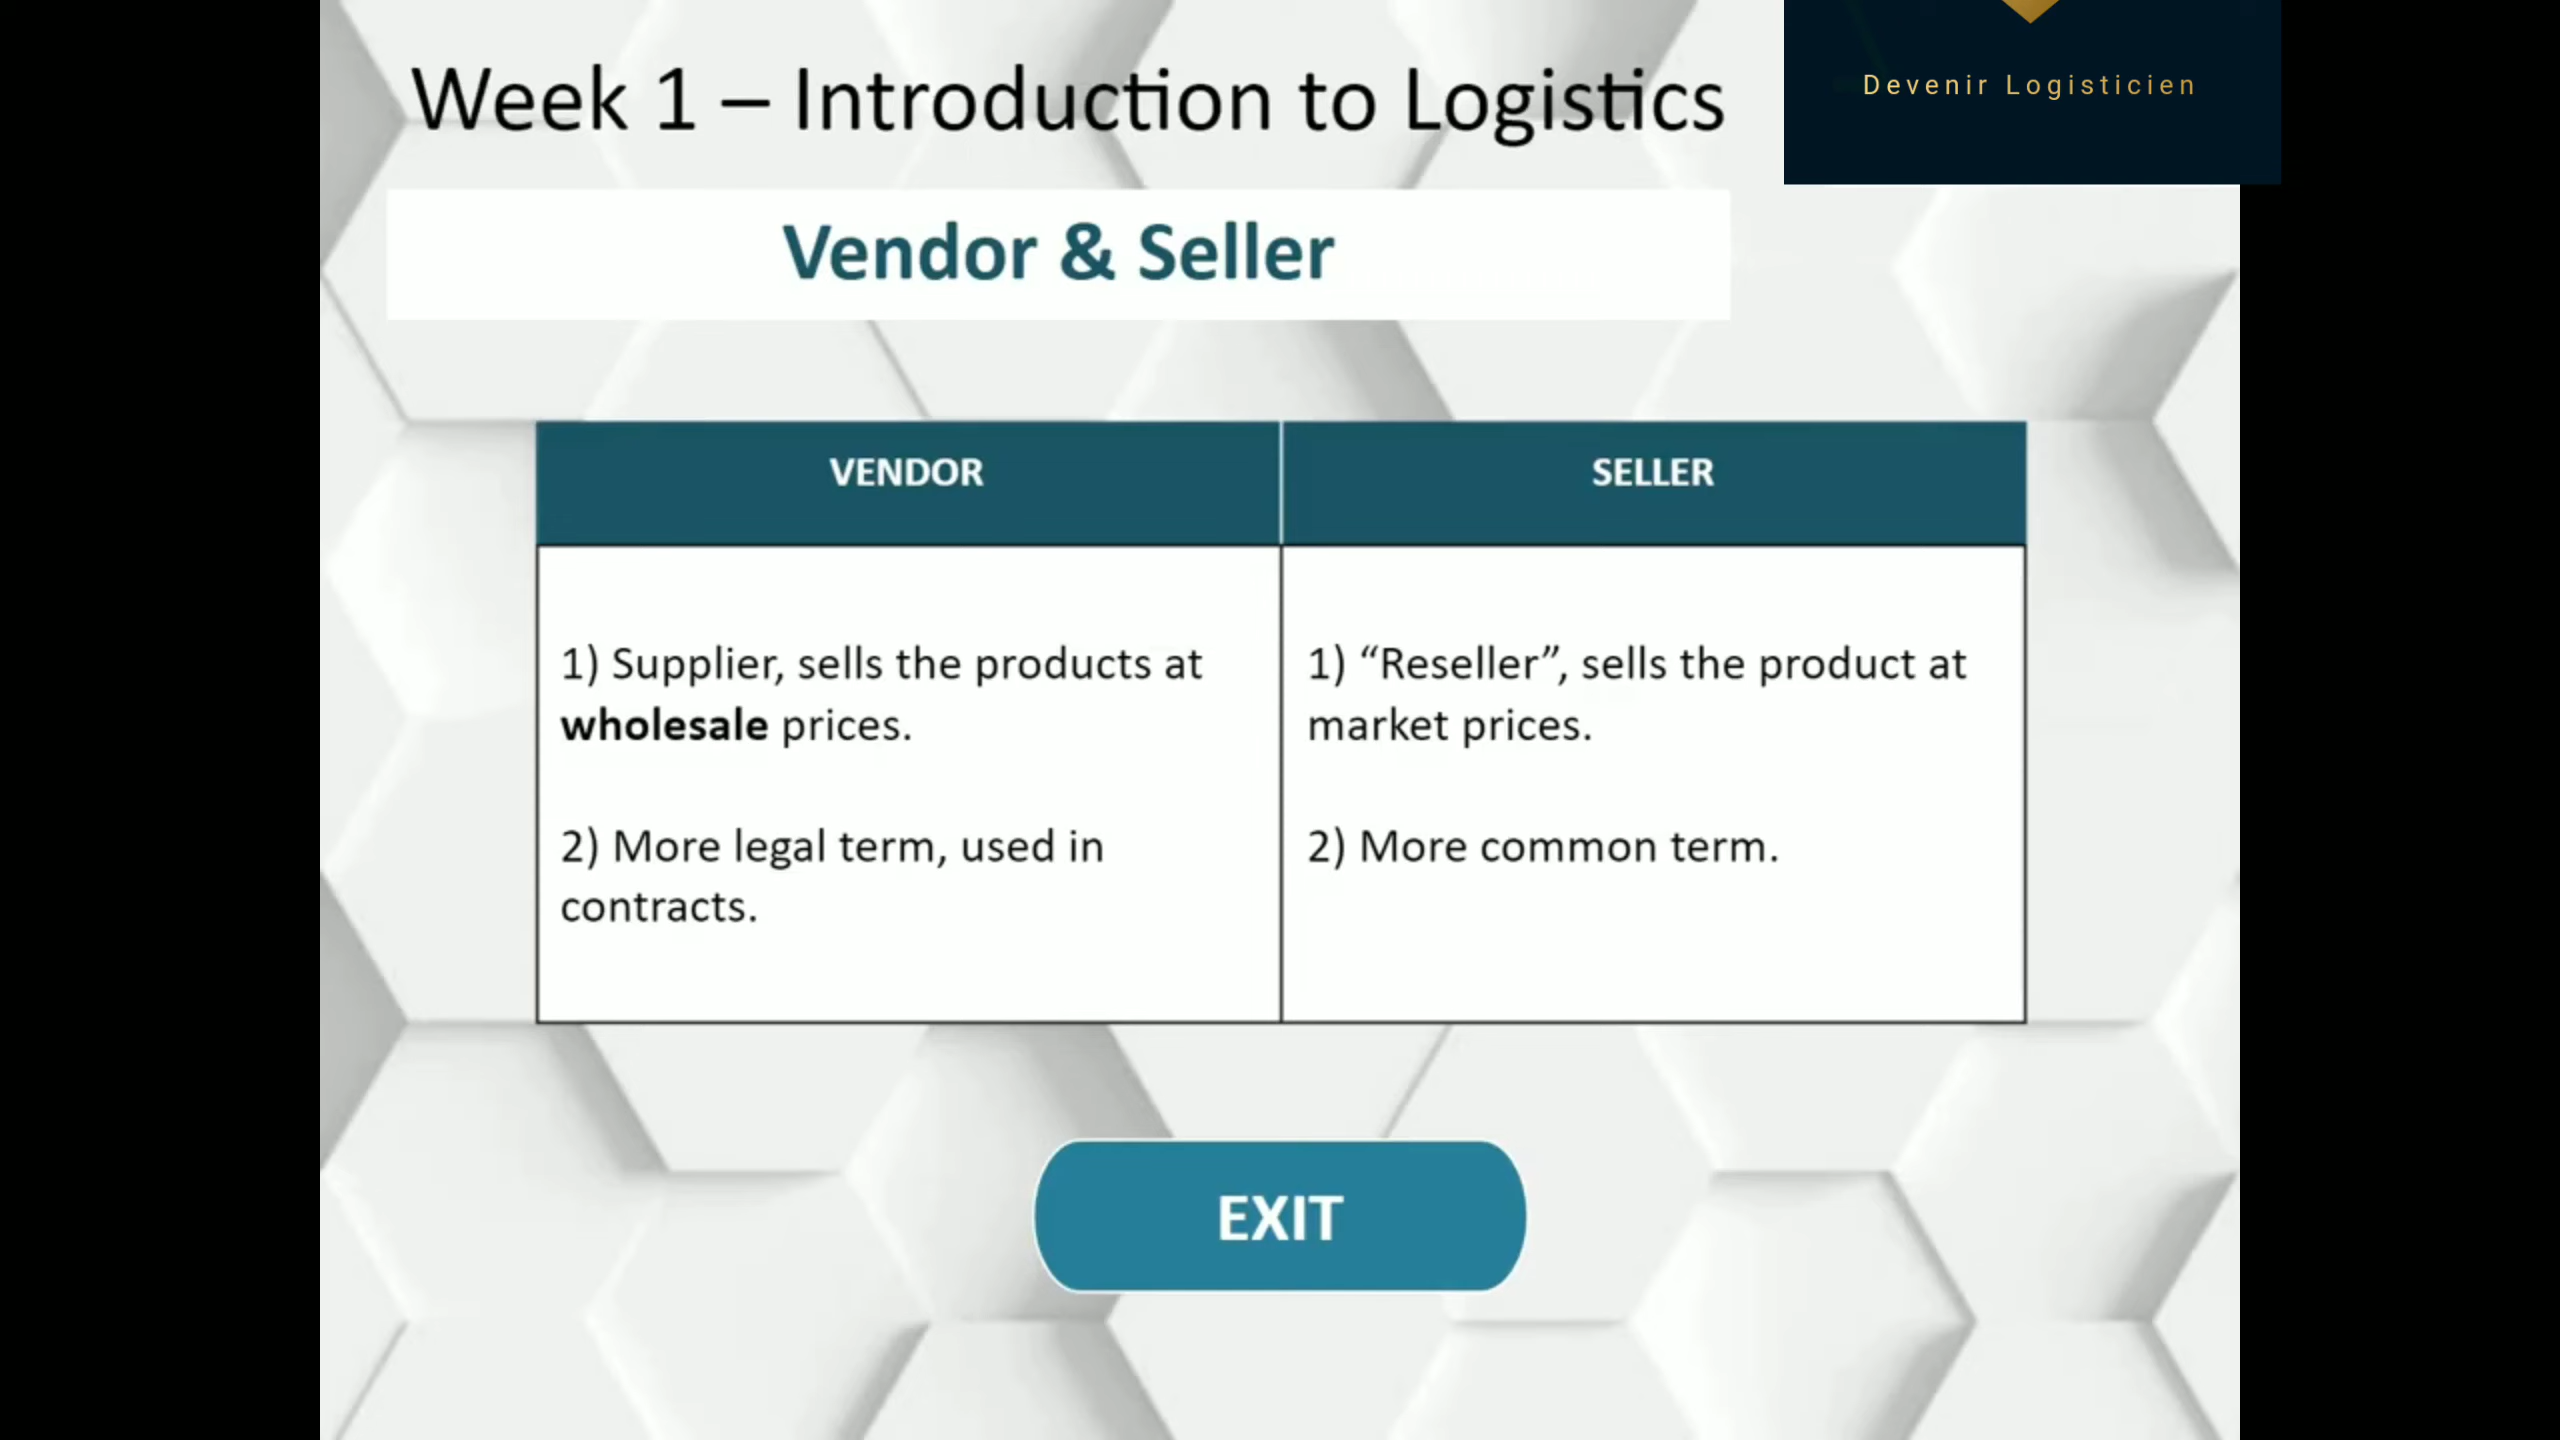 Week 1 – Introduction to Logistics
Devenir Logisticien
Vendor & Seller
VENDOR
SELLER
1) Supplier, sells the products at
wholesale prices.
2) More legal term, used in
contracts.
1) “Reseller”, sells the product at
market prices.
2) More common term.
EXIT